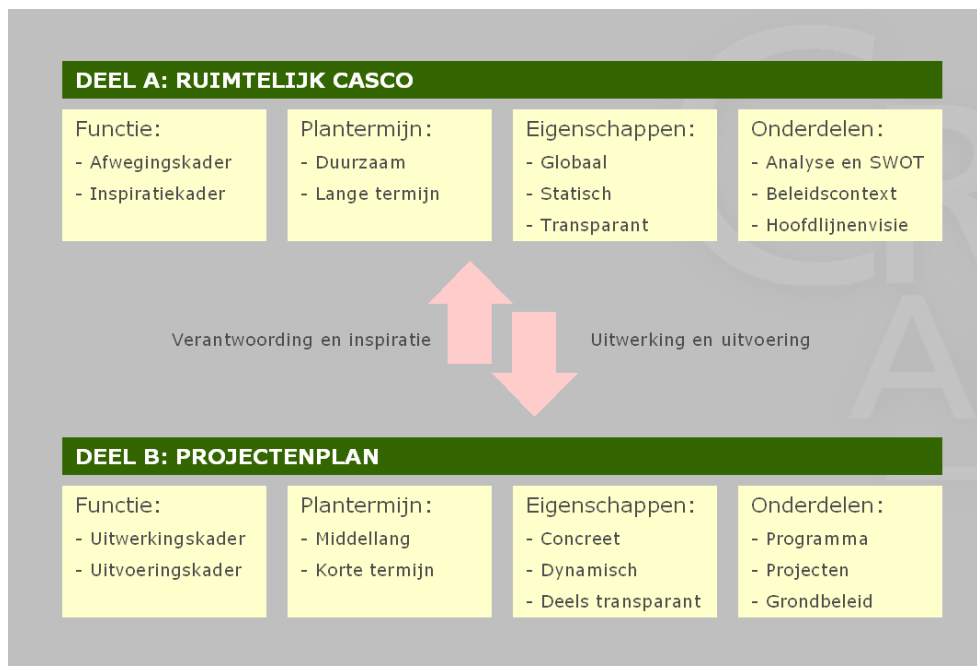 DEEL A: RUIMTELIJK CASCO
Functie:
- Afwegingskader
- Inspiratiekader
Plantermijn:
- Duurzaam
- Lange termijn
Eigenschappen:
- Globaal
- Statisch
- Transparant
Onderdelen:
- Analyse en SWOT
- Beleidscontext
- Hoofdlijnenvisie
Verantwoording en inspiratie
Uitwerking en uitvoering
DEEL B: PROJECTENPLAN
Functie:
- Uitwerkingskader
- Uitvoeringskader
Plantermijn:
- Middellang
- Korte termijn
Eigenschappen:
- Concreet
- Dynamisch
- Deels transparant
Onderdelen:
- Programma
- Projecten
- Grondbeleid